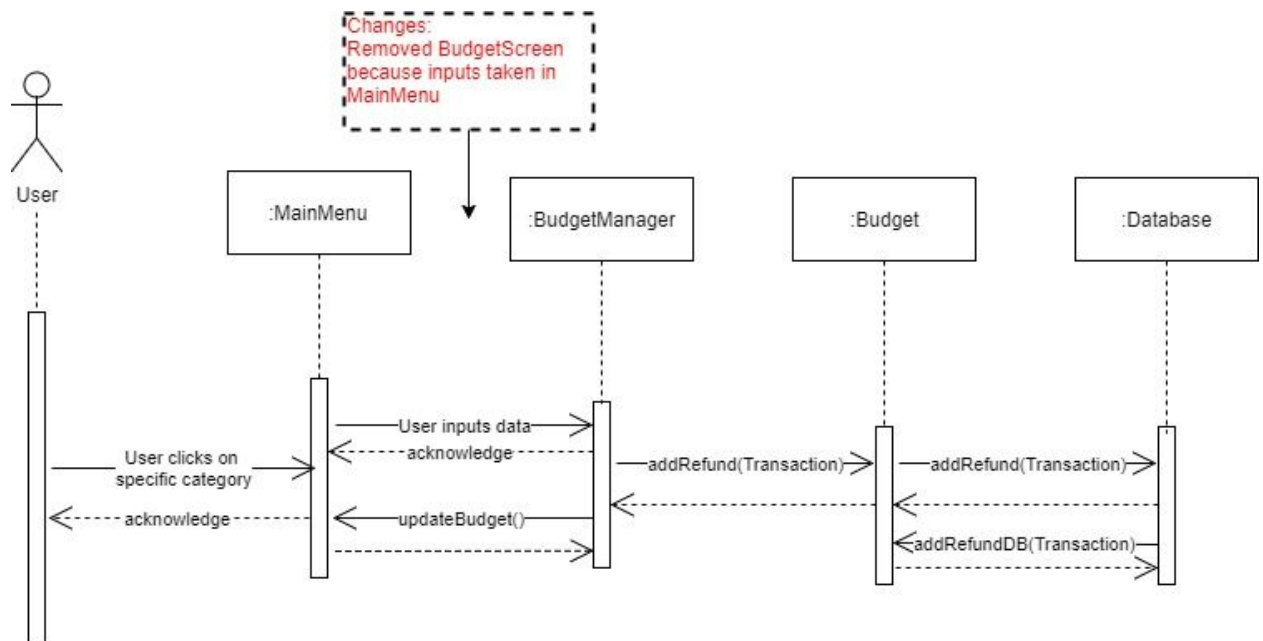 Changes:
Removed BudgetScreen
because inputs taken in
MainMenu
User
:MainMenu
:BudgetManager
:Budget
:Database
User inputs data
acknowledge
User clicks on
specific category
addRefund(Transaction)
addRefund(Transaction)
acknowledge
updateBudget()
addRefundDB(Transaction)